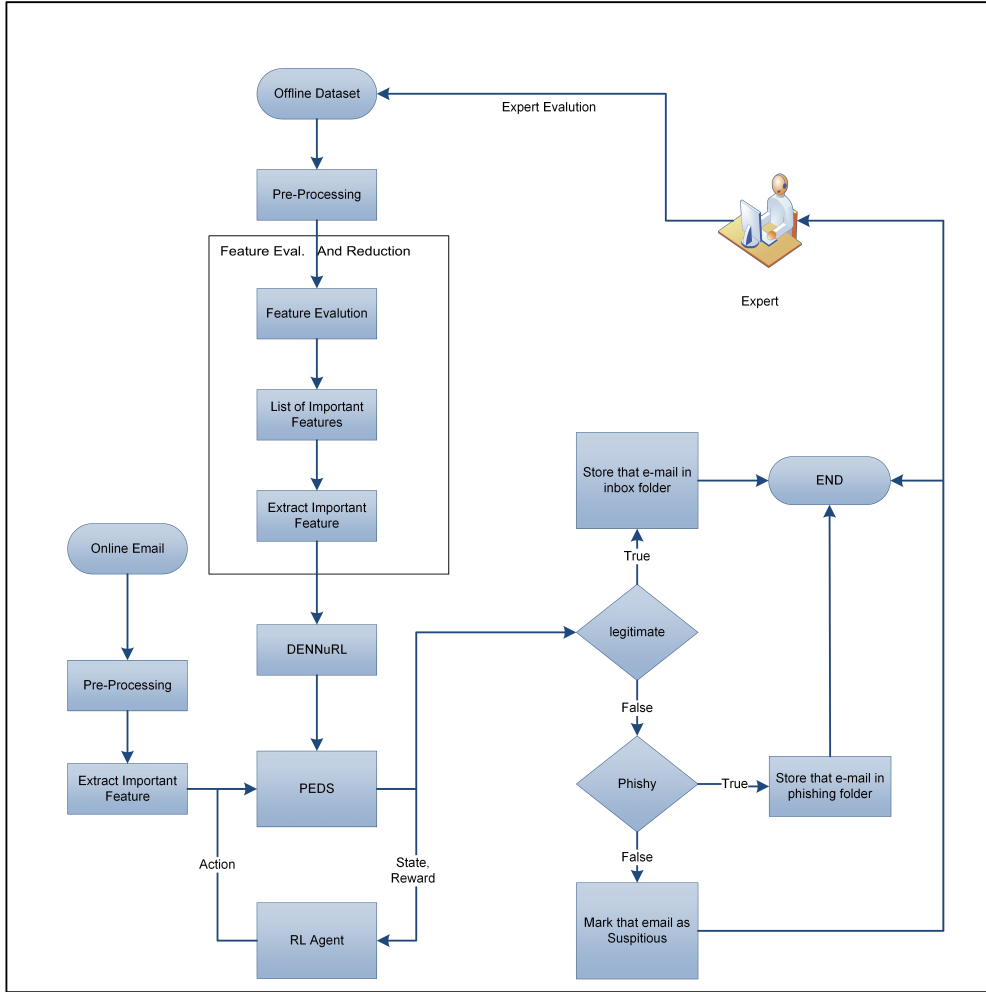 Offline Dataset
Expert Evalution
Pre-Processing
Feature Eval. And Reduction
Feature Evalution
Expert
List of Important
Features
Store that e-mail in
inbox folder
END
Extract Important
Feature
Online Email
True
DENNuRL
legitimate
Pre-Processing
False
Extract Important
Feature
PEDS
Phishy
True
Store that e-mail in
phishing folder
Action
State,
Reward
False
RL Agent
Mark that email as
Suspitious